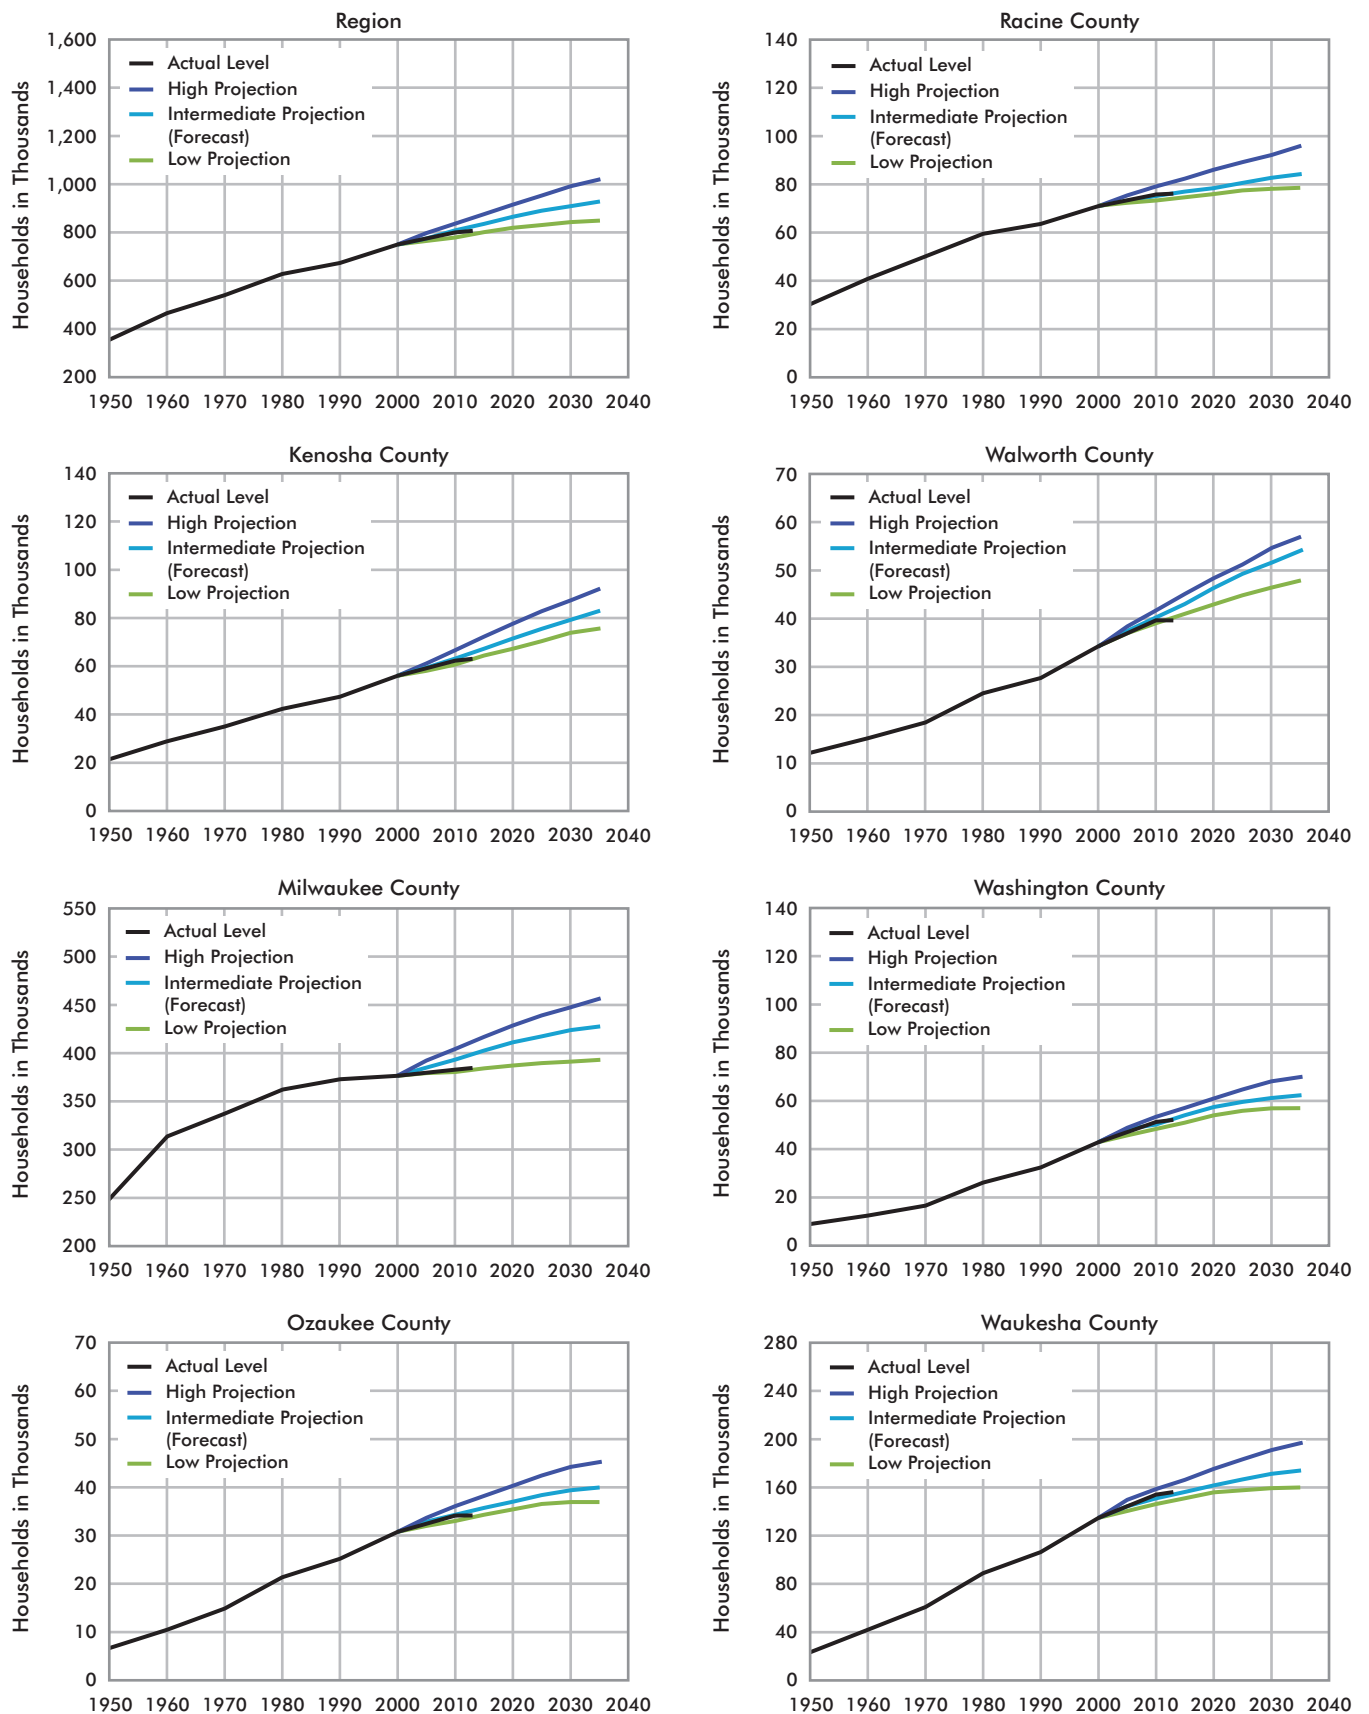 Region
Households in Thousands
1,600
1,400
1,200
1,000
800
600
400
200
Actual Level
High Projection
Intermediate Projection
(Forecast)
Low Projection
1950 1960 1970 1980 1990 2000 2010 2020 2030 2040
Racine County
Households in Thousands
140
120
100
80
60
40
20
0
Actual Level
High Projection
Intermediate Projection
(Forecast)
Low Projection
1950 1960 1970 1980 1990 2000 2010 2020 2030 2040
Kenosha County
Households in Thousands
140
120
100
80
60
40
20
0
Actual Level
High Projection
Intermediate Projection
(Forecast)
Low Projection
1950 1960 1970 1980 1990 2000 2010 2020 2030 2040
Walworth County
Households in Thousands
70
60
50
40
30
20
10
0
Actual Level
High Projection
Intermediate Projection
(Forecast)
Low Projection
1950 1960 1970 1980 1990 2000 2010 2020 2030 2040
Milwaukee County
Households in Thousands
550
500
450
400
350
300
250
200
Actual Level
High Projection
Intermediate Projection
(Forecast)
Low Projection
1950 1960 1970 1980 1990 2000 2010 2020 2030 2040
Washington County
Households in Thousands
140
120
100
80
60
40
20
0
Actual Level
High Projection
Intermediate Projection
(Forecast)
Low Projection
1950 1960 1970 1980 1990 2000 2010 2020 2030 2040
Ozaukee County
Households in Thousands
70
60
50
40
30
20
10
0
Actual Level
High Projection
Intermediate Projection
(Forecast)
Low Projection
1950 1960 1970 1980 1990 2000 2010 2020 2030 2040
Waukesha County
Households in Thousands
280
240
200
160
120
80
40
0
Actual Level
High Projection
Intermediate Projection
(Forecast)
Low Projection
1950 1960 1970 1980 1990 2000 2010 2020 2030 2040